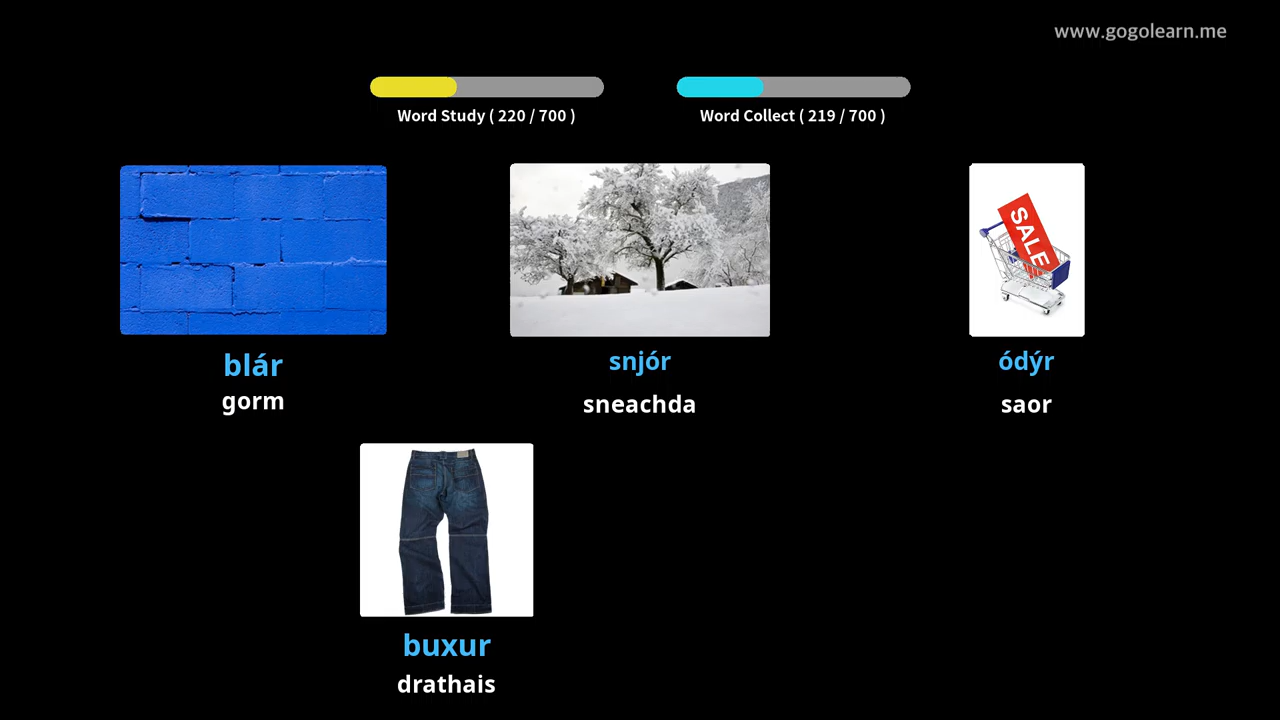 www.gogolearn.me
Word Study ( 220 / 700 )
Word Collect ( 219 / 700 )
SALE
blár
gorm
snjór
sneachda
ódýr
saor
buxur
drathais